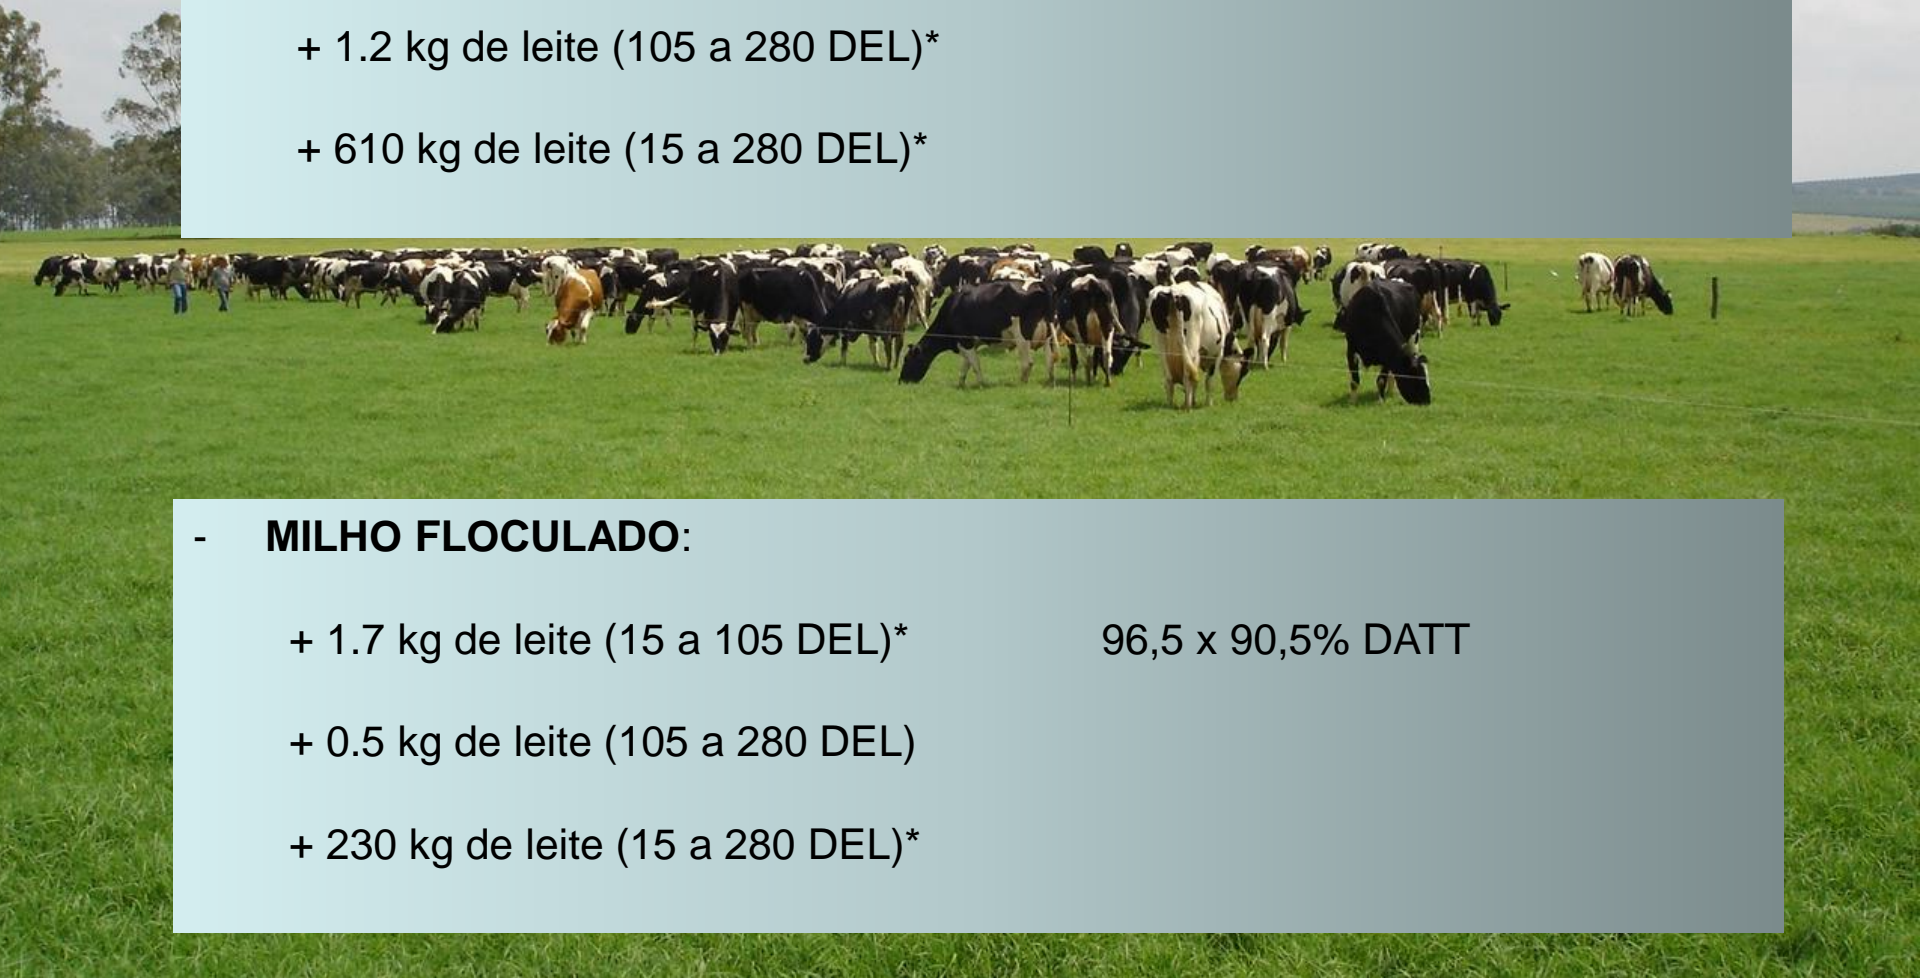 + 1.2 kg de leite (105 a 280 DEL)*
+ 610 kg de leite (15 a 280 DEL)*
- MILHO FLOCULADO:
+ 1.7 kg de leite (15 a 105 DEL)* 96,5 x 90,5% DATT
+ 0.5 kg de leite (105 a 280 DEL)
+ 230 kg de leite (15 a 280 DEL)*